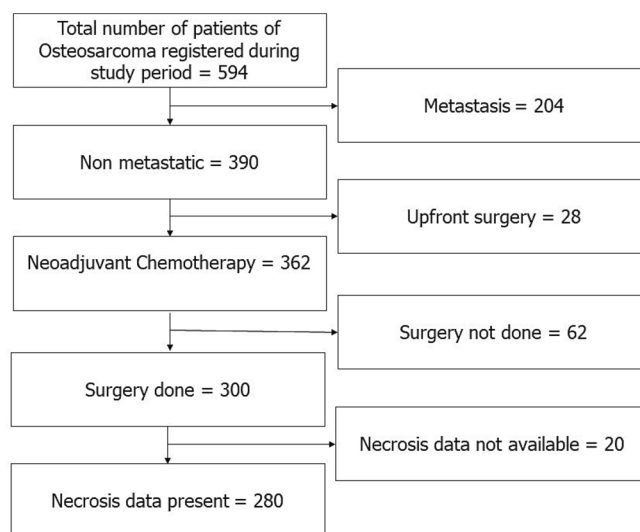 Total number of patients of
Osteosarcoma registered during
study period = 594
Metastasis = 204
Non metastatic = 390
Upfront surgery = 28
Neoadjuvant Chemotherapy = 362
Surgery not done = 62
Surgery done = 300
Necrosis data not available = 20
Necrosis data present = 280